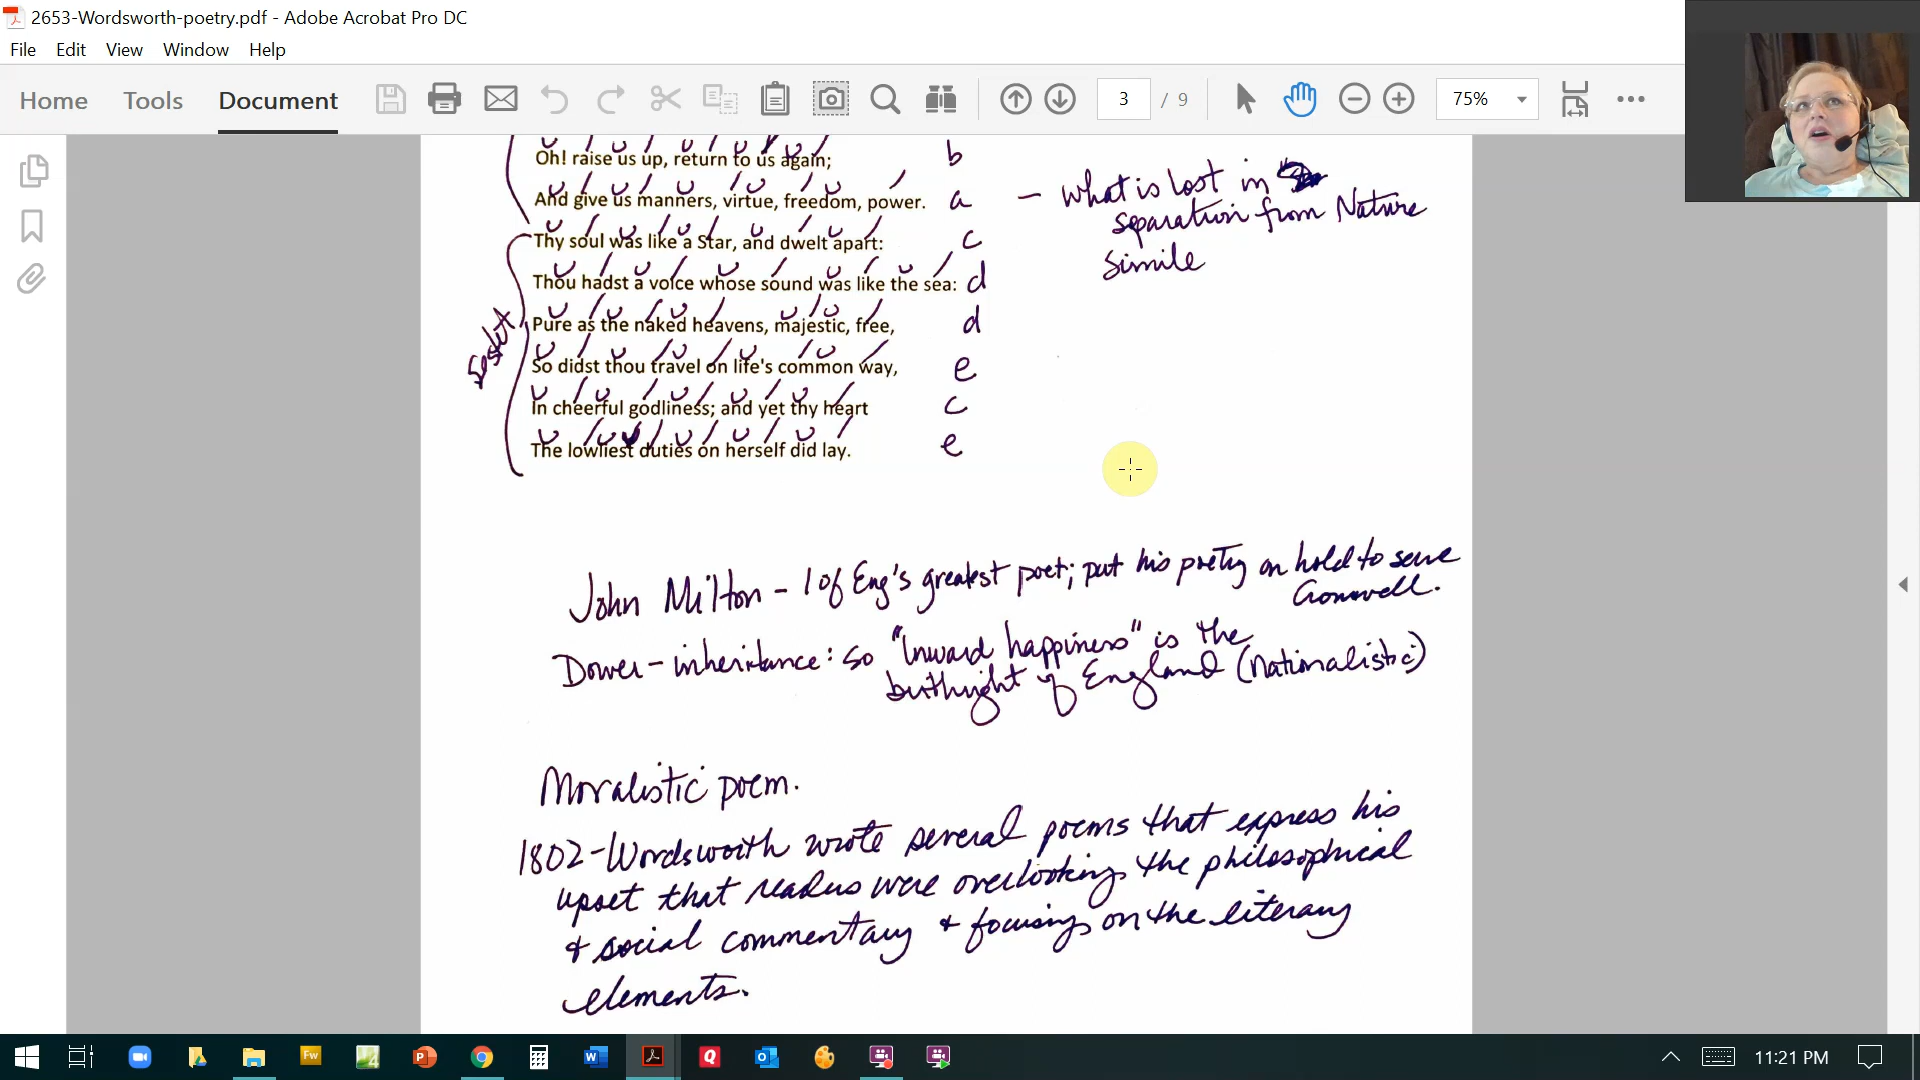 2653-Wordsworth-poetry.pdf - Adobe Acrobat Pro DC
File Edit View Window Help
Home Tools Document 3 / 9 75%
Oh! raise us up, return to us again; b
And give us manners, virtue, freedom, power. a - what is lost in
separation from Nature
Thy soul was like a Star, and dwelt apart: c
simile
Thou hadst a voice whose sound was like the sea: d
Pure as the naked heavens, majestic, free, d
Sestet
So didst thou travel on life's common way, e
In cheerful godliness; and yet thy heart c
The lowliest duties on herself did lay. e
John Milton - 1 of Eng's greatest poet; put his poetry on hold to serve
Cromwell.
Dower - inheritance: so "Inward happiness" is the
birthright of England (nationalistic)
Moralistic poem.
1802 - Wordsworth wrote several poems that express his
upset that readers were overlooking the philosophical
+ social commentary + focusing on the literary
elements.
Fw
11:21 PM